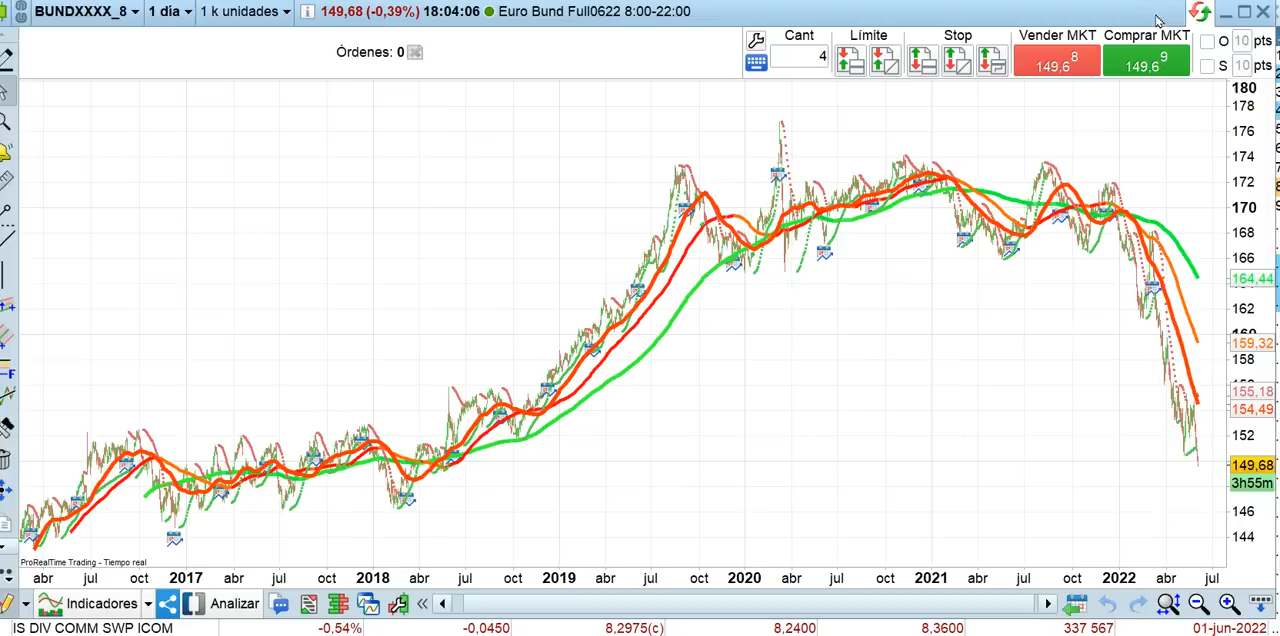 BUNDXXXX_8 1 día 1 k unidades 149,68 (-0,39%) 18:04:06 Euro Bund Full0622 8:00-22:00
Órdenes: 0
Cant Límite Stop Vender MKT Comprar MKT O 10 pts
4 149,6 8 149,6 9 S 10 pts
180
178
176
174
172
170
168
166
164,44
162
160
159,32
158
155,18
154,49
152
149,68
3h55m
146
144
ProRealTime Trading - Tiempo real
abr jul oct 2017 abr jul oct 2018 abr jul oct 2019 abr jul oct 2020 abr jul oct 2021 abr jul oct 2022 abr jul
Indicadores Analizar
IS DIV COMM SWP ICOM -0,54% -0,0450 8,2975(c) 8,2400 8,3600 337 567 01-jun-2022